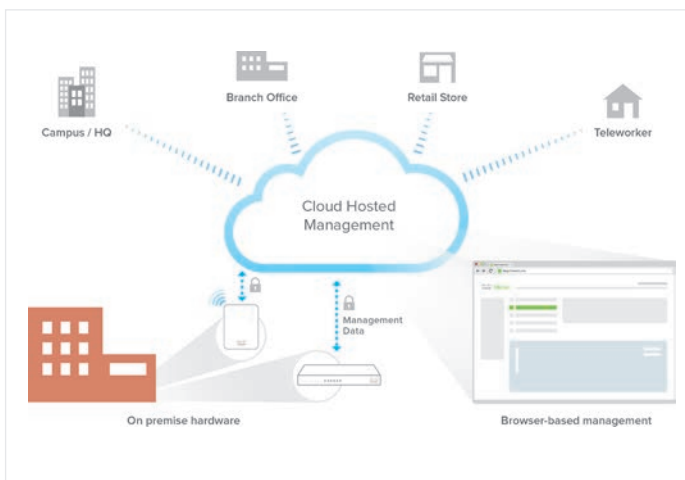 Campus / HQ
Branch Office
Retail Store
Teleworker
Cloud Hosted
Management
Management
Data
On premise hardware
Browser-based management